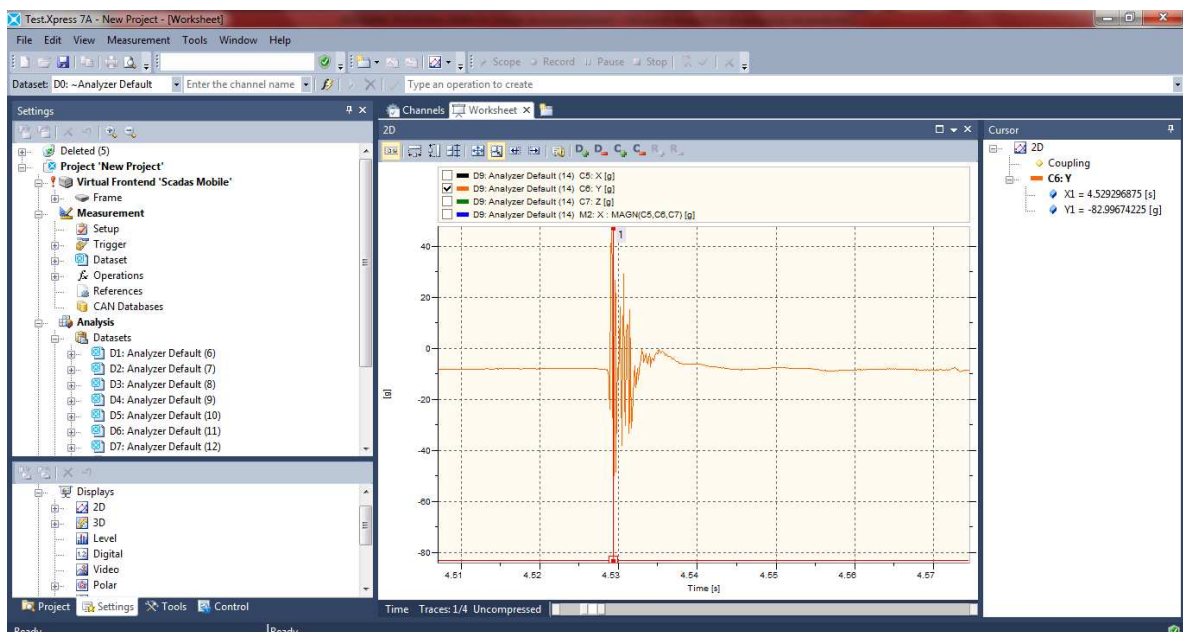 Test.Xpress 7A - New Project - [Worksheet]
File Edit View Measurement Tools Window Help
Scope Record Pause Stop
Dataset: D0: ~Analyzer Default Enter the channel name Type an operation to create
Settings
Deleted (5)
Project 'New Project'
Virtual Frontend 'Scadas Mobile'
Frame
Measurement
Setup
Trigger
Dataset
Operations
References
CAN Databases
Analysis
Datasets
D1: Analyzer Default (6)
D2: Analyzer Default (7)
D3: Analyzer Default (8)
D4: Analyzer Default (9)
D5: Analyzer Default (10)
D6: Analyzer Default (11)
D7: Analyzer Default (12)
Displays
2D
3D
Level
Digital
Video
Polar
Project Settings Tools Control
Channels Worksheet
2D
D9: Analyzer Default (14) C5: X [g]
D9: Analyzer Default (14) C6: Y [g]
D9: Analyzer Default (14) C7: Z [g]
D9: Analyzer Default (14) M2: X : MAGN(C5,C6,C7) [g]
1
40
20
0
-20
-40
-60
-80
[g]
4.51 4.52 4.53 4.54 4.55 4.56 4.57
Time [s]
Time Traces: 1/4 Uncompressed
Cursor
2D
Coupling
C6: Y
X1 = 4.529296875 [s]
Y1 = -82.99674225 [g]
Ready Ready